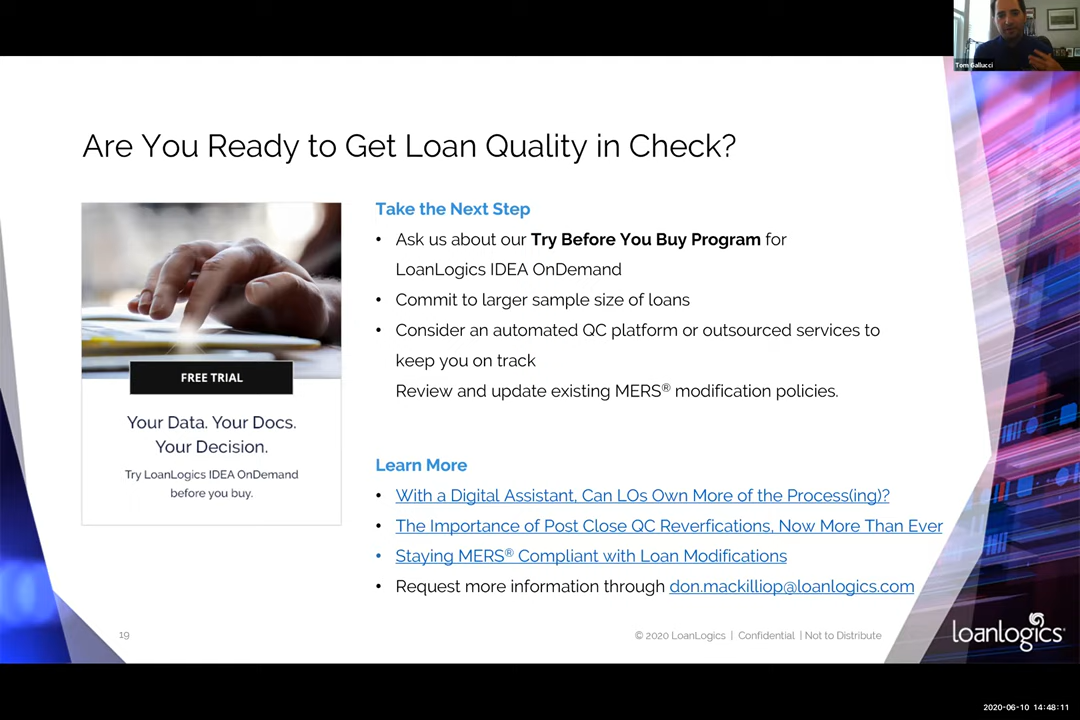 Tom Gallucci
Are You Ready to Get Loan Quality in Check?
FREE TRIAL
Your Data. Your Docs.
Your Decision.
Try LoanLogics IDEA OnDemand
before you buy.
Take the Next Step
• Ask us about our Try Before You Buy Program for
LoanLogics IDEA OnDemand
• Commit to larger sample size of loans
• Consider an automated QC platform or outsourced services to
keep you on track
Review and update existing MERS® modification policies.
Learn More
• With a Digital Assistant, Can LOs Own More of the Process(ing)?
• The Importance of Post Close QC Reverfications, Now More Than Ever
• Staying MERS® Compliant with Loan Modifications
• Request more information through don.mackilliop@loanlogics.com
19
© 2020 LoanLogics | Confidential | Not to Distribute
loanlogics®
2020-06-10 14:48:11